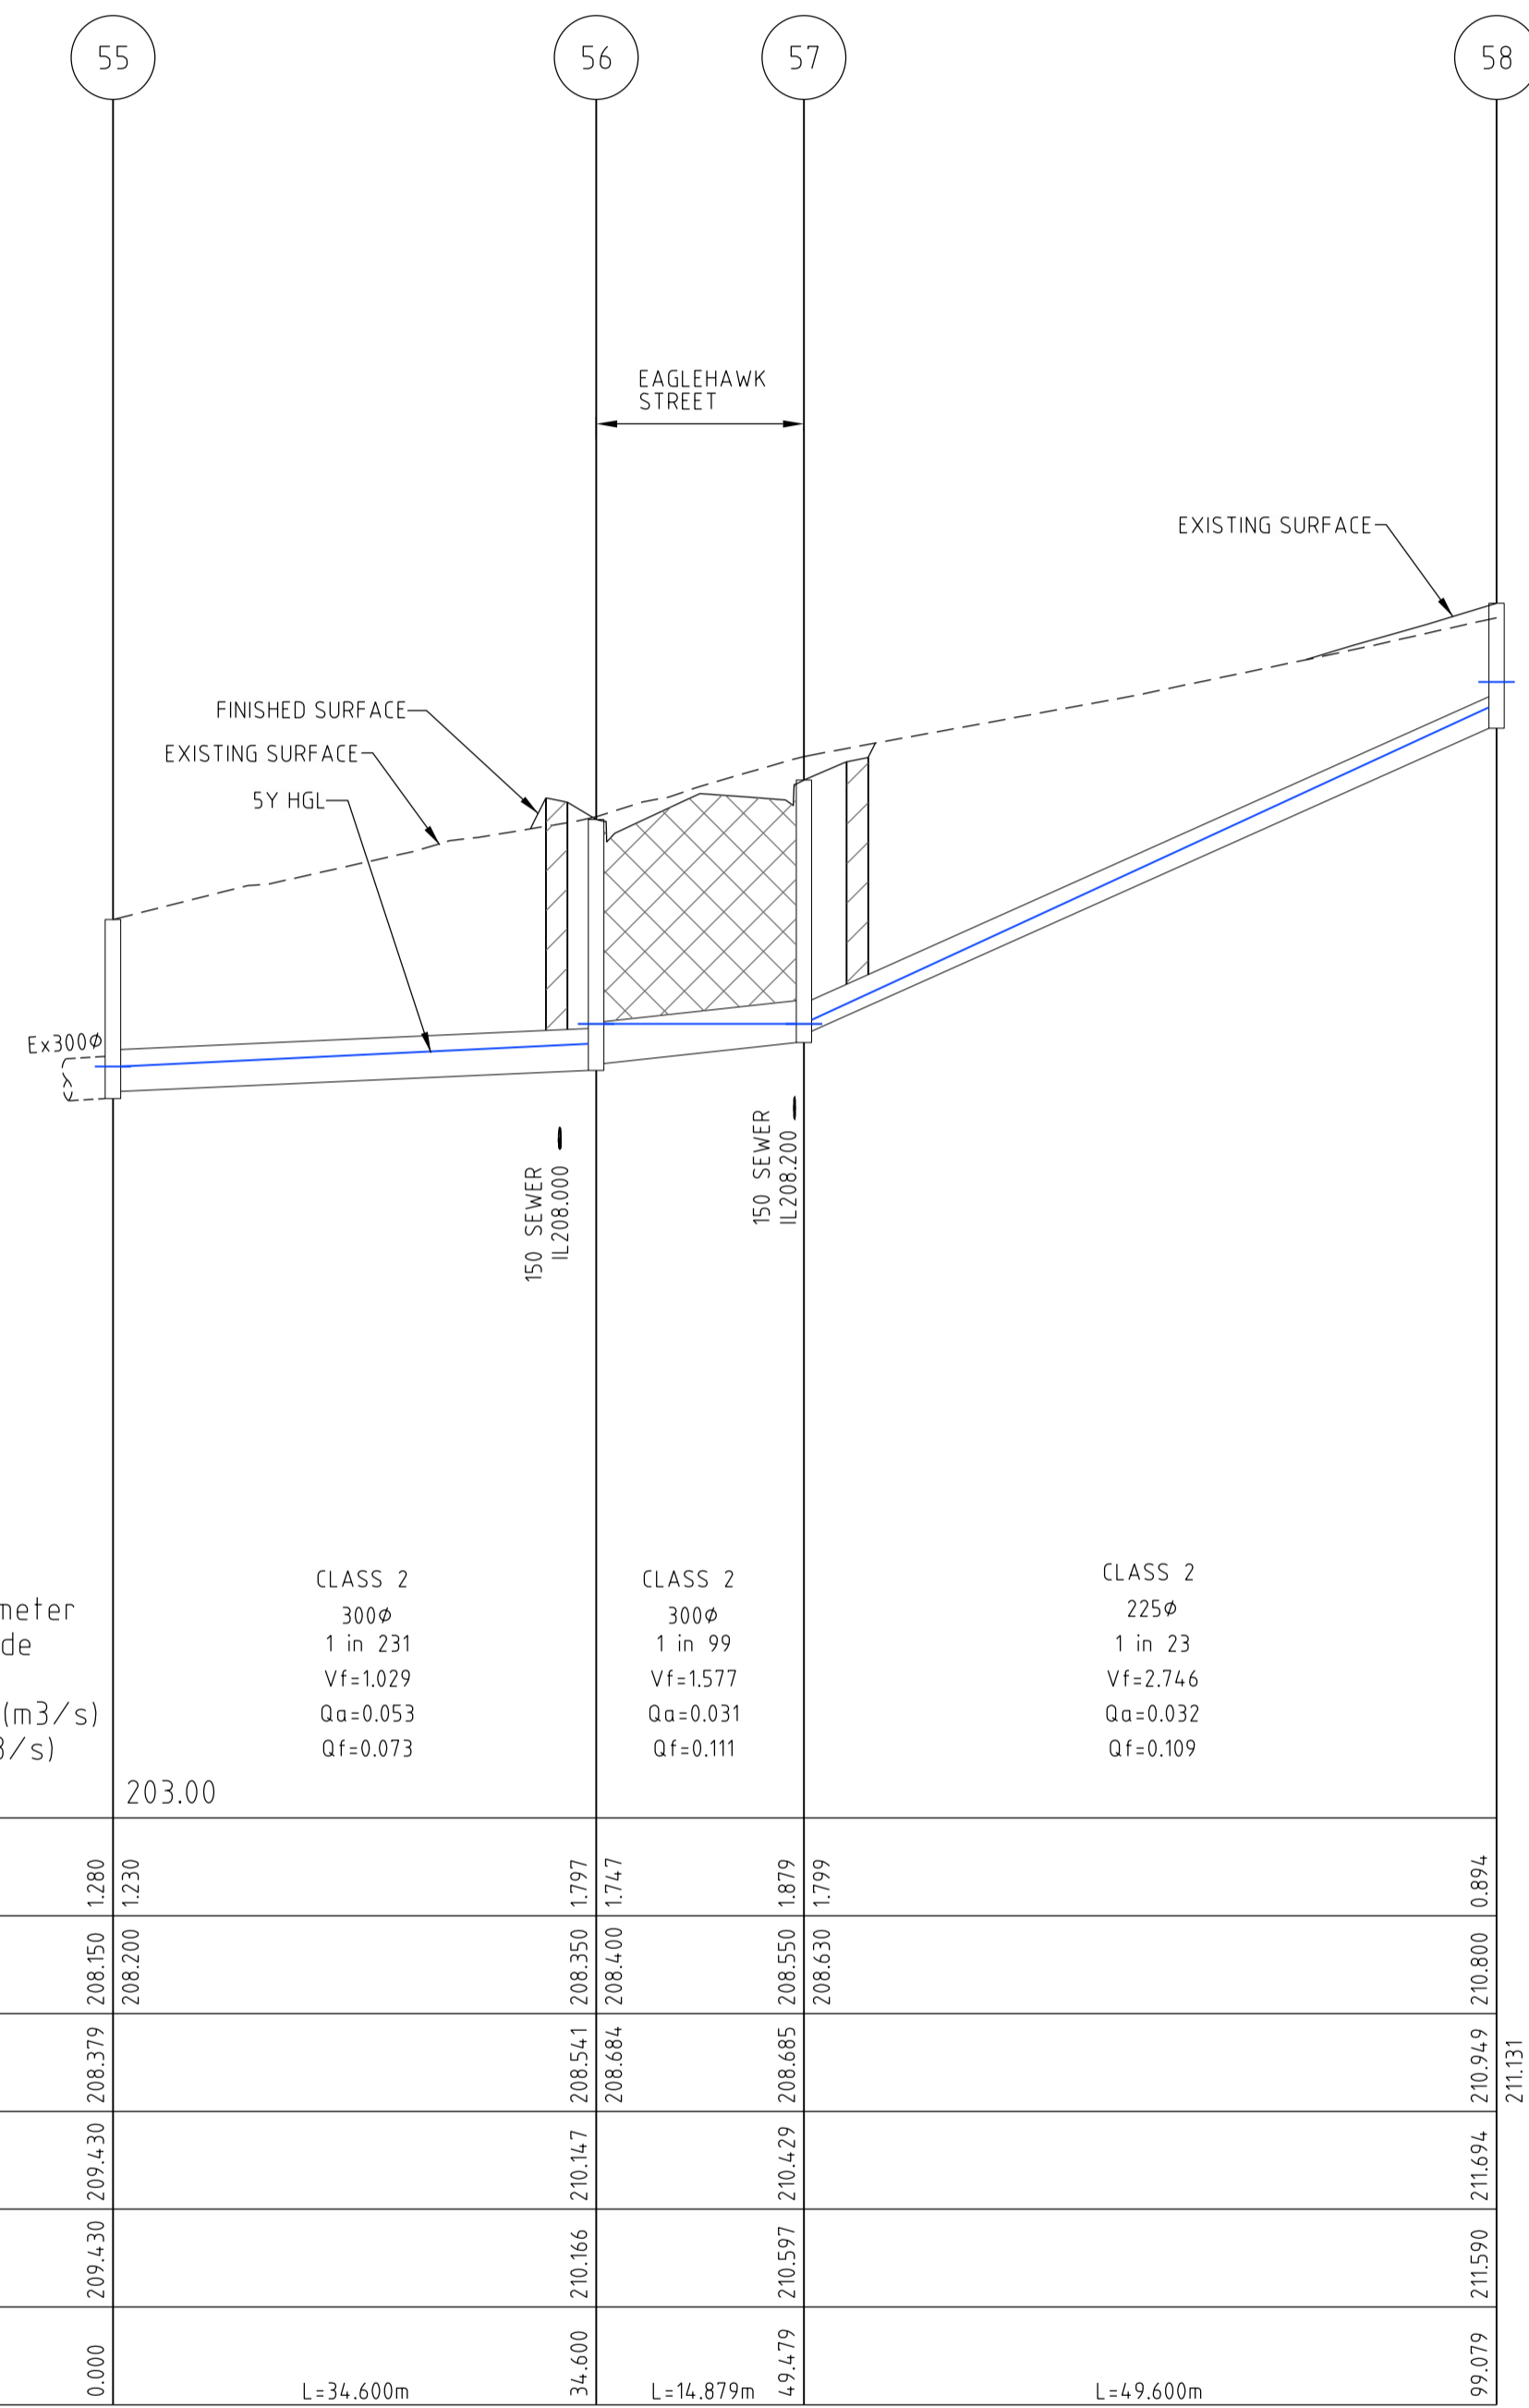 55
56
57
58
EAGLEHAWK
STREET
EXISTING SURFACE
FINISHED SURFACE
EXISTING SURFACE
5Y HGL
Ex300Ø
150 SEWER
IL208.000
150 SEWER
IL208.200
meter
de
(m3/s)
3/s)
CLASS 2
300Ø
1 in 231
Vf=1.029
Qa=0.053
Qf=0.073
CLASS 2
300Ø
1 in 99
Vf=1.577
Qa=0.031
Qf=0.111
CLASS 2
225Ø
1 in 23
Vf=2.746
Qa=0.032
Qf=0.109
203.00
1.280 1.230 1.797 1.747 1.879 1.799 0.894
208.150 208.200 208.350 208.400 208.550 208.630 210.800
208.379 208.541 208.684 208.685 210.949 211.131
209.430 210.147 210.429 211.694
209.430 210.166 210.597 211.590
0.000 L=34.600m 34.600 L=14.879m 49.479 L=49.600m 99.079